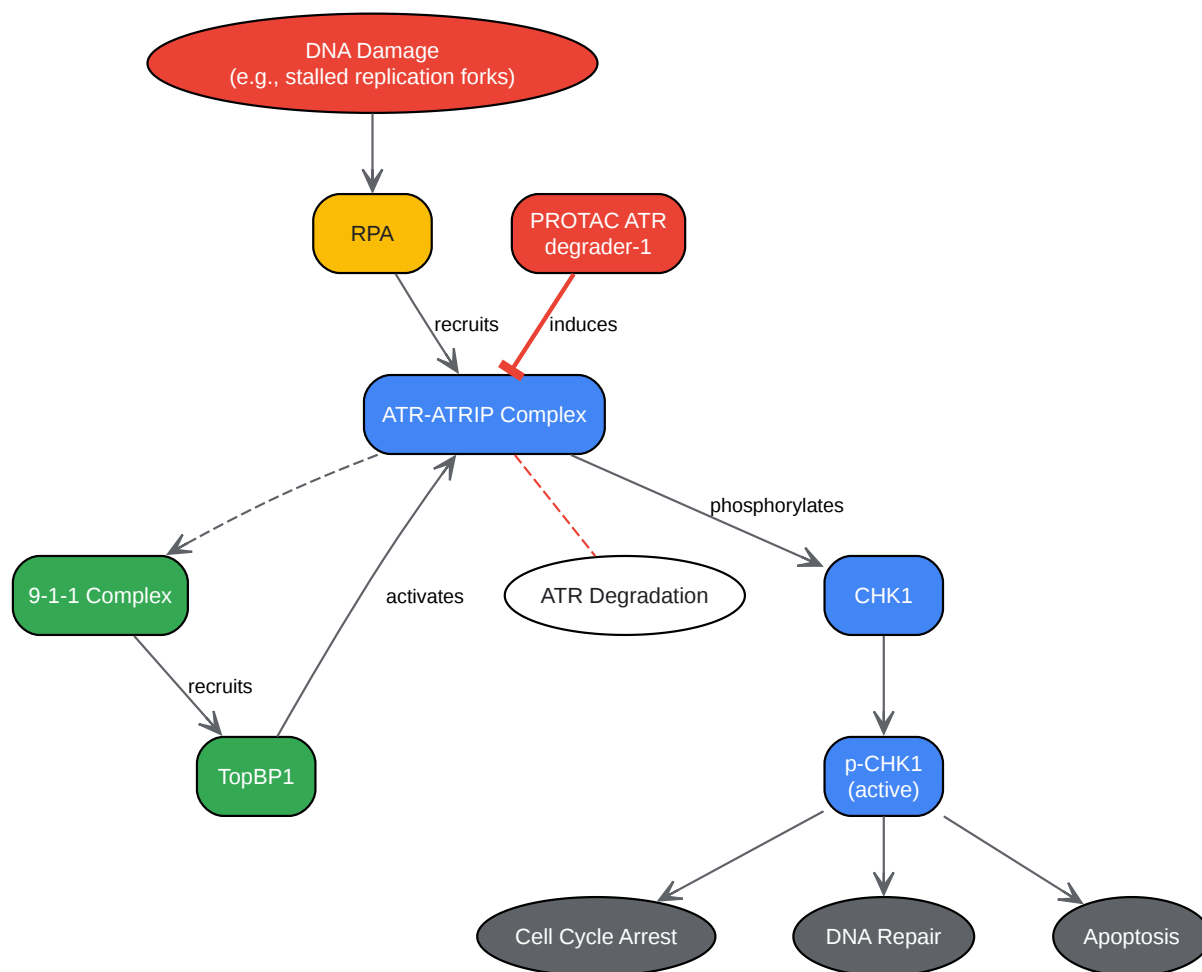 DNA Damage
(e.g., stalled replication forks)
RPA
PROTAC ATR
degrader-1
recruits
induces
ATR-ATRIP Complex
phosphorylates
9-1-1 Complex
activates
ATR Degradation
CHK1
recruits
TopBP1
p-CHK1
(active)
Cell Cycle Arrest
DNA Repair
Apoptosis